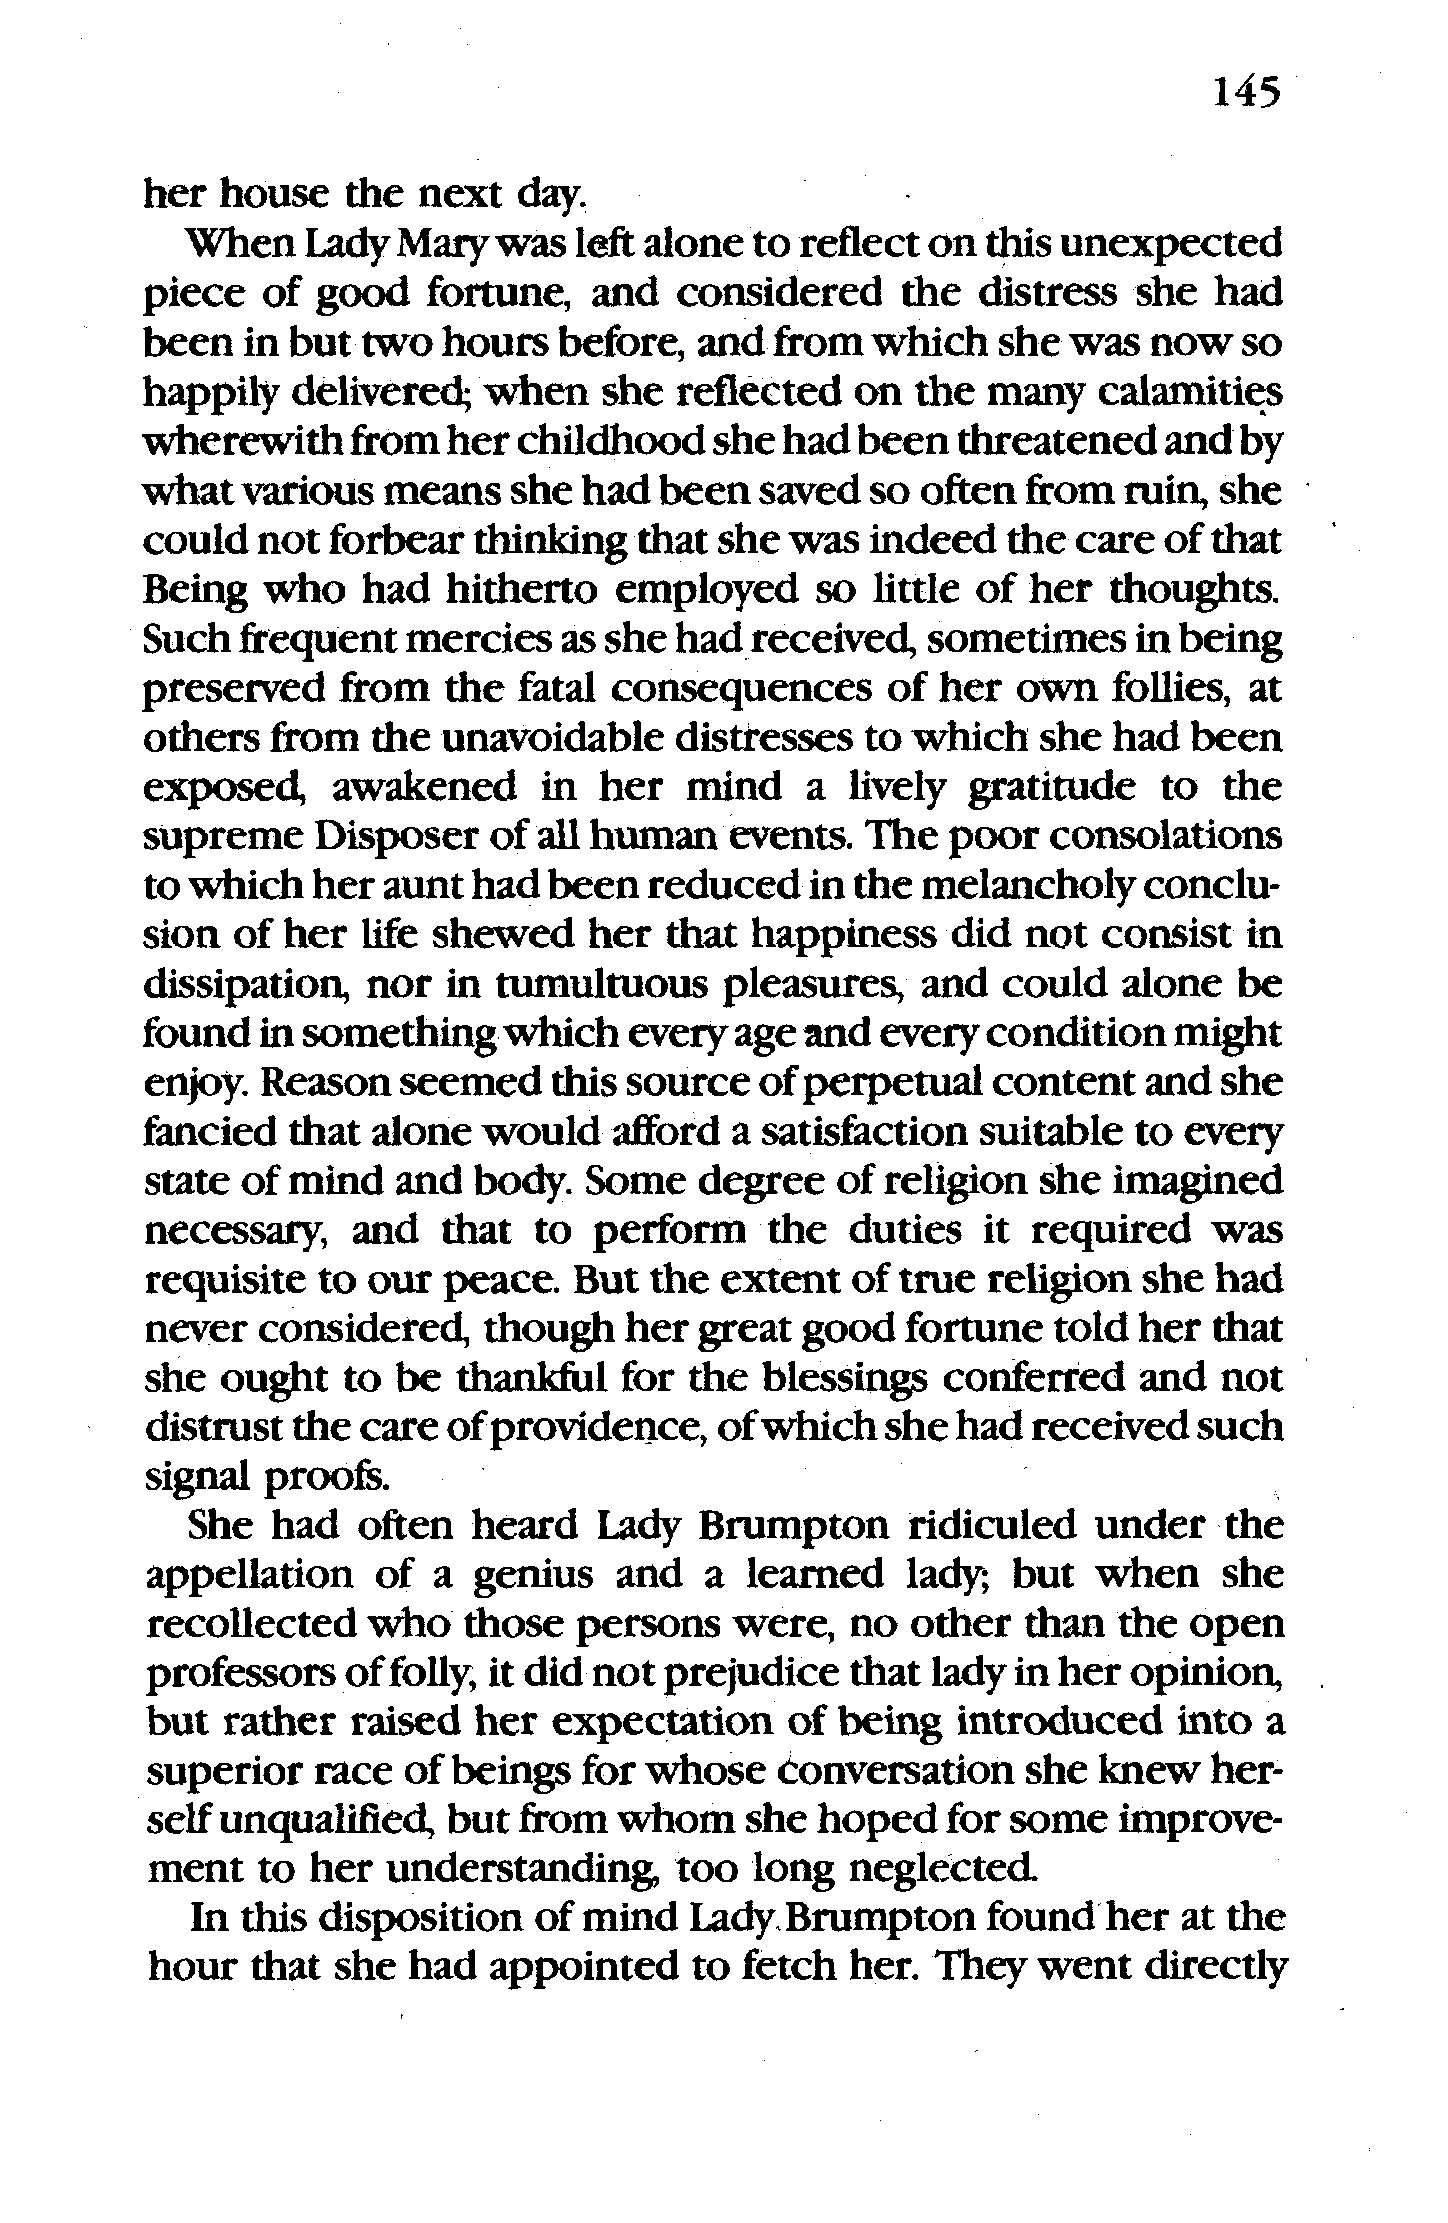 145
her house the next day.
When Lady Mary was left alone to reflect on this unexpected
piece of good fortune, and considered the distress she had
been in but two hours before, and from which she was now so
happily delivered; when she reflected on the many calamities
wherewith from her childhood she had been threatened and by
what various means she had been saved so often from ruin, she
could not forbear thinking that she was indeed the care of that
Being who had hitherto employed so little of her thoughts.
Such frequent mercies as she had received, sometimes in being
preserved from the fatal consequences of her own follies, at
others from the unavoidable distresses to which she had been
exposed, awakened in her mind a lively gratitude to the
supreme Disposer of all human events. The poor consolations
to which her aunt had been reduced in the melancholy conclu-
sion of her life shewed her that happiness did not consist in
dissipation, nor in tumultuous pleasures, and could alone be
found in something which every age and every condition might
enjoy. Reason seemed this source of perpetual content and she
fancied that alone would afford a satisfaction suitable to every
state of mind and body. Some degree of religion she imagined
necessary, and that to perform the duties it required was
requisite to our peace. But the extent of true religion she had
never considered, though her great good fortune told her that
she ought to be thankful for the blessings conferred and not
distrust the care of providence, of which she had received such
signal proofs.
She had often heard Lady Brumpton ridiculed under the
appellation of a genius and a learned lady; but when she
recollected who those persons were, no other than the open
professors of folly, it did not prejudice that lady in her opinion,
but rather raised her expectation of being introduced into a
superior race of beings for whose conversation she knew her-
self unqualified, but from whom she hoped for some improve-
ment to her understanding, too long neglected.
In this disposition of mind Lady Brumpton found her at the
hour that she had appointed to fetch her. They went directly